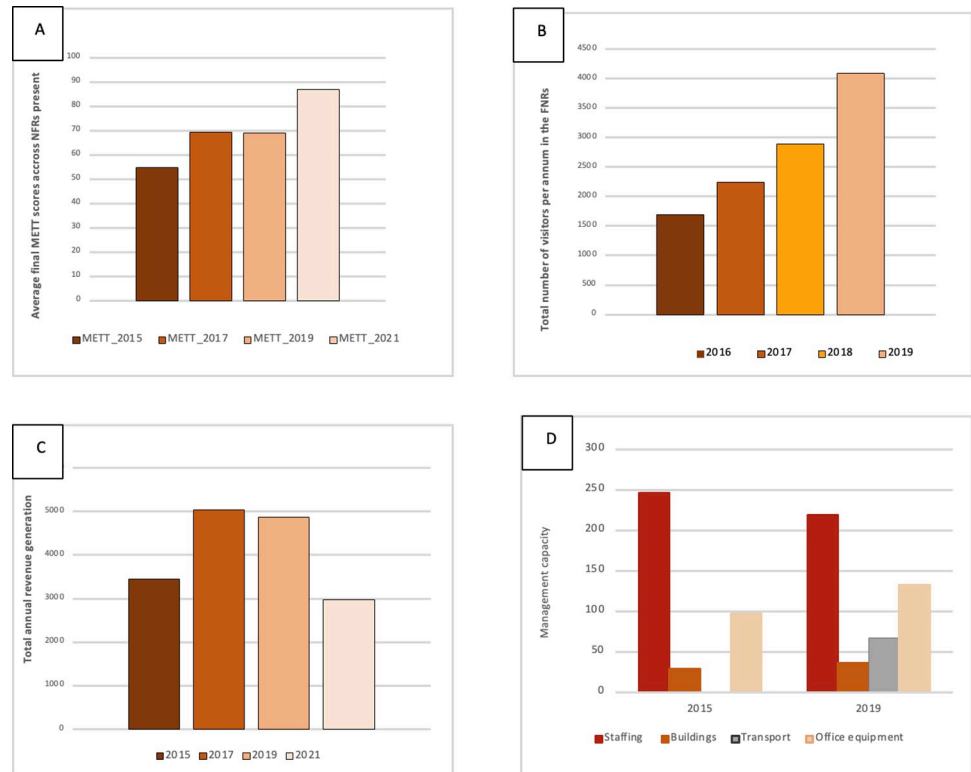 A
Average final METT scores accross NFRs present
100
90
80
70
60
50
40
30
20
10
0
METT_2015 METT_2017 METT_2019 METT_2021
B
Total number of visitors per annum in the FNRs
4500
4000
3500
3000
2500
2000
1500
1000
500
0
2016 2017 2018 2019
C
Total annual revenue generation
5000
4000
3000
2000
1000
0
2015 2017 2019 2021
D
Management capacity
300
250
200
150
100
50
0
2015 2019
Staffing Buildings Transport Office equipment